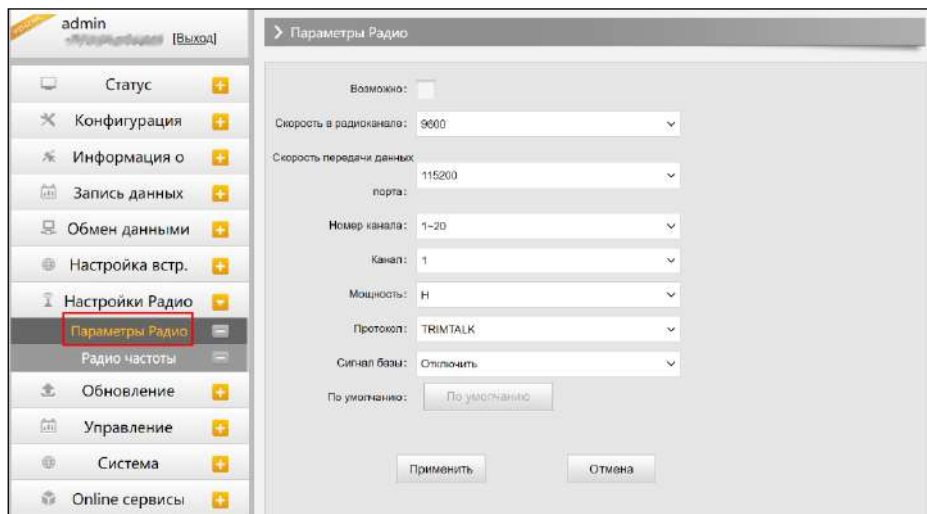 admin
[Выход]
Статус
Конфигурация
Информация о
Запись данных
Обмен данными
Настройка встр.
Настройки Радио
Параметры Радио
Радио частоты
Обновление
Управление
Система
Online сервисы
Параметры Радио
Возможно:
Скорость в радиоканале: 9600
Скорость передачи данных
порта: 115200
Номер канала: 1~20
Канал: 1
Мощность: H
Протокол: TRIMTALK
Сигнал базы: Отключить
По умолчанию: По умолчанию
Применить Отмена